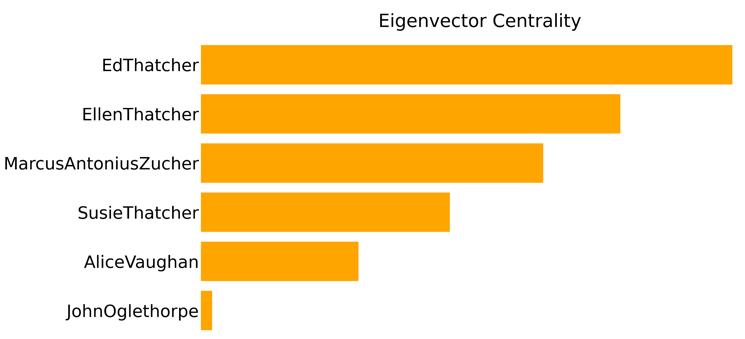 Eigenvector Centrality
EdThatcher
EllenThatcher
MarcusAntoniusZucher
SusieThatcher
AliceVaughan
JohnOglethorpe